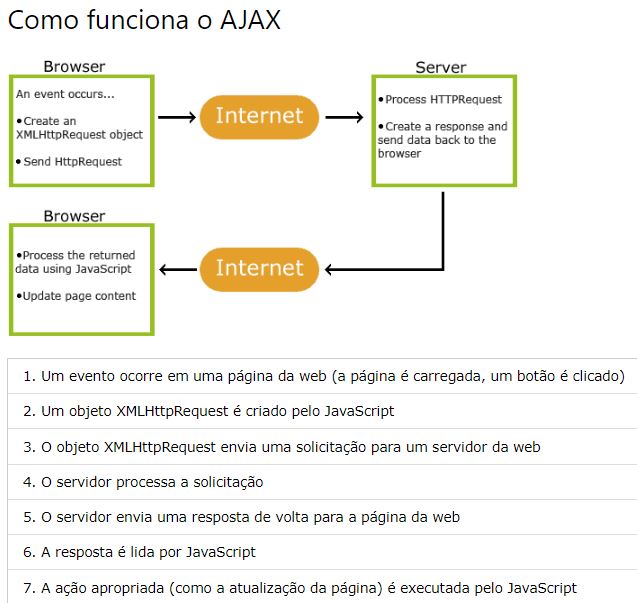 Como funciona o AJAX
Browser
An event occurs...
•Create an
XMLHttpRequest object
•Send HttpRequest
Internet
Server
•Process HTTPRequest
•Create a response and
send data back to the
browser
Browser
•Process the returned
data using JavaScript
•Update page content
Internet
1. Um evento ocorre em uma página da web (a página é carregada, um botão é clicado)
2. Um objeto XMLHttpRequest é criado pelo JavaScript
3. O objeto XMLHttpRequest envia uma solicitação para um servidor da web
4. O servidor processa a solicitação
5. O servidor envia uma resposta de volta para a página da web
6. A resposta é lida por JavaScript
7. A ação apropriada (como a atualização da página) é executada pelo JavaScript